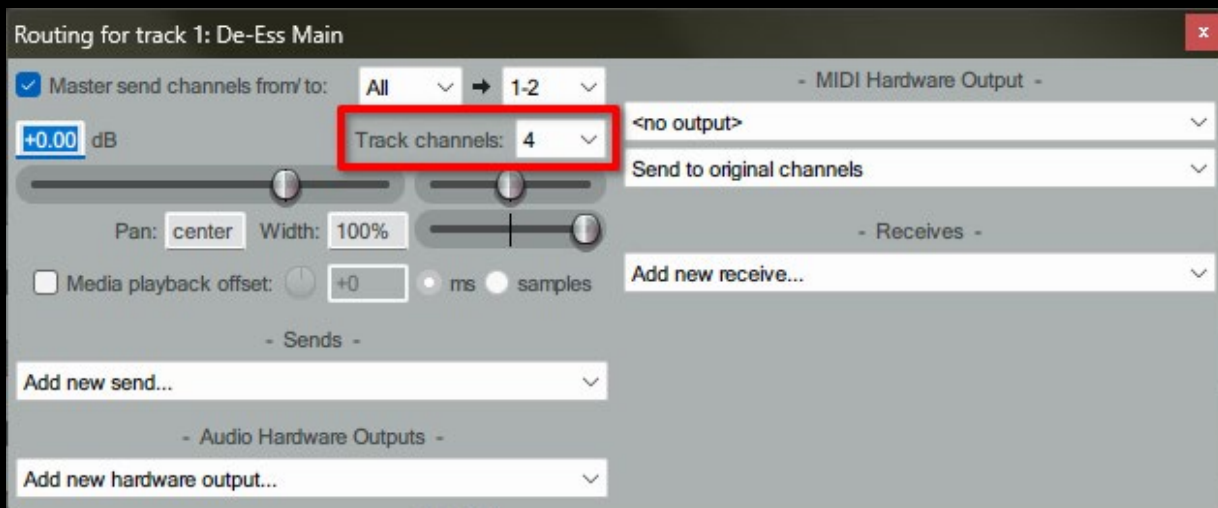 Routing for track 1: De-Ess Main
x
Master send channels from/to: All → 1-2
+0.00 dB Track channels: 4
Pan: center Width: 100%
Media playback offset: +0 ms samples
- Sends -
Add new send...
- Audio Hardware Outputs -
Add new hardware output...
- MIDI Hardware Output -
<no output>
Send to original channels
- Receives -
Add new receive...